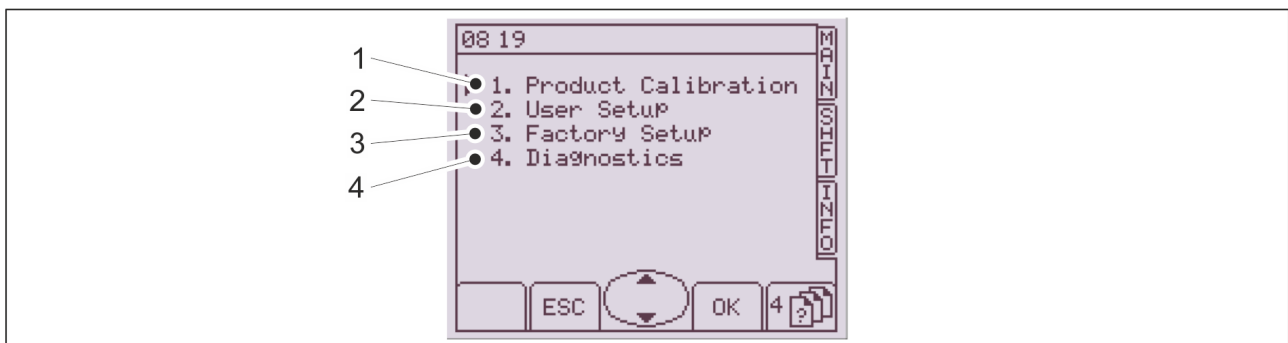 08 19
1. Product Calibration
2. User Setup
3. Factory Setup
4. Diagnostics
MAIN
SHIFT
INFO
ESC
OK
4
?
1
2
3
4